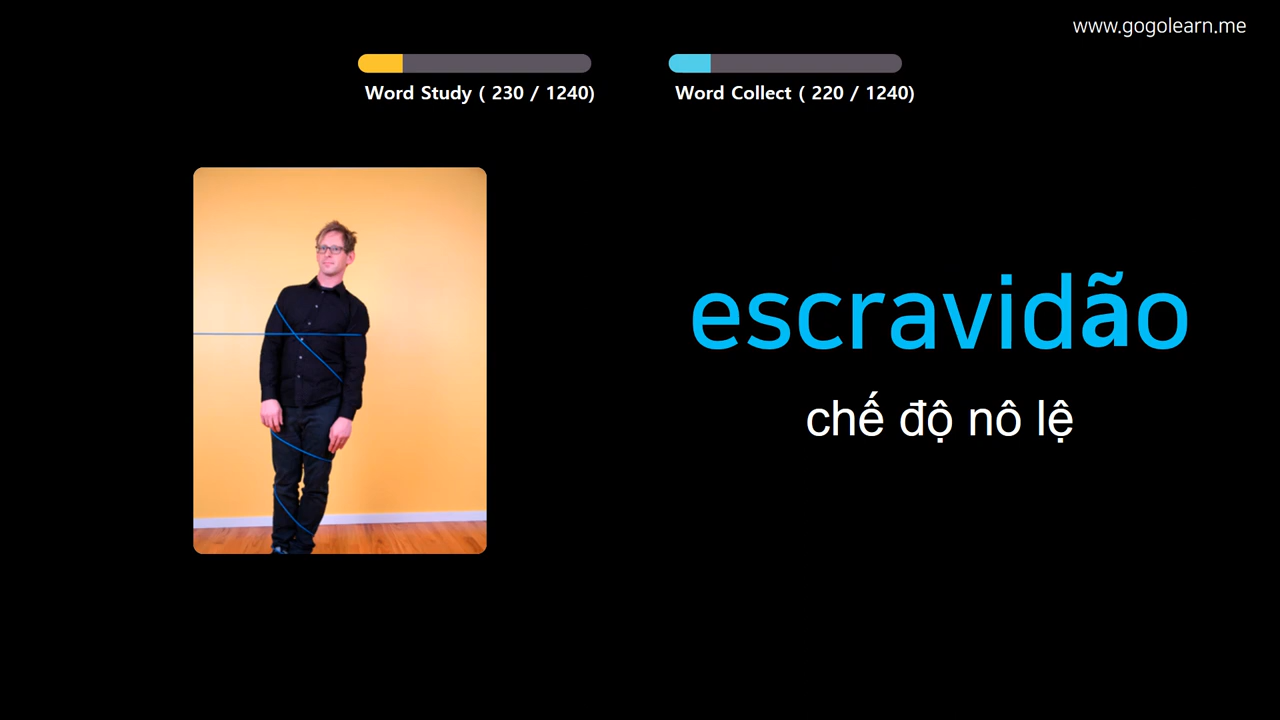 www.gogolearn.me
Word Study ( 230 / 1240)
Word Collect ( 220 / 1240)
escravidão
chế độ nô lệ